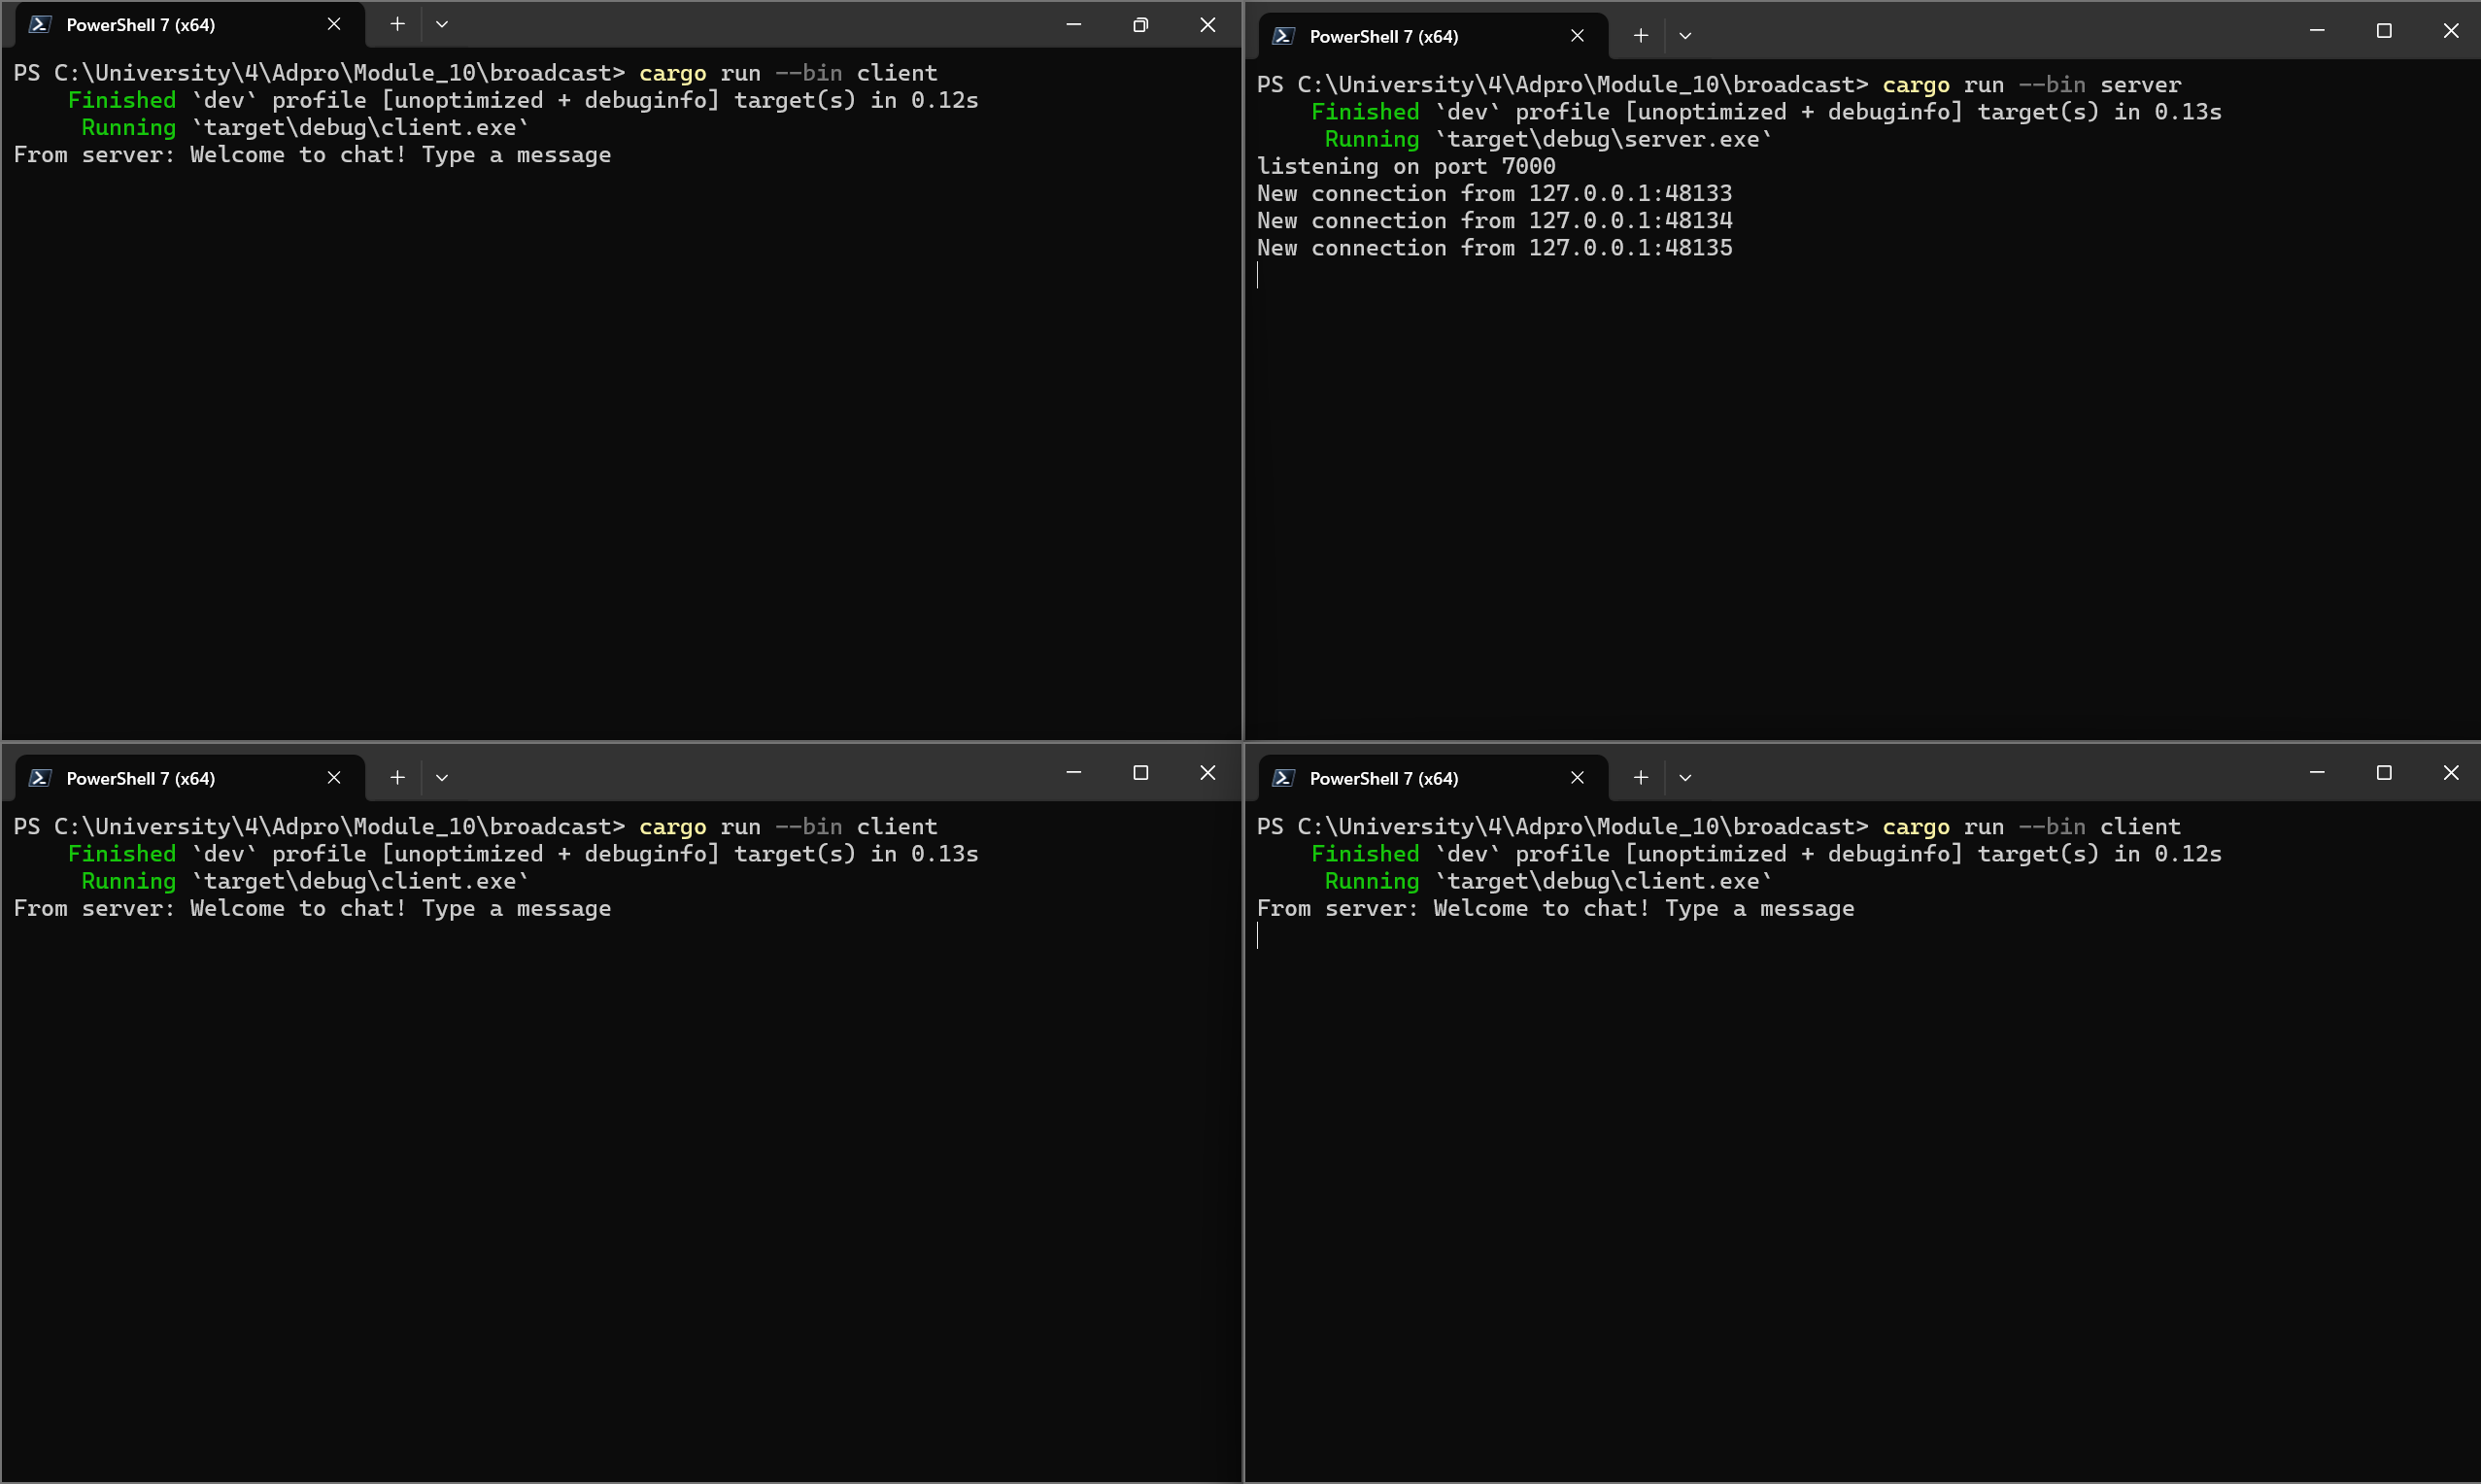 PowerShell 7 (x64)
PS C:\University\4\Adpro\Module_10\broadcast> cargo run --bin client
Finished `dev` profile [unoptimized + debuginfo] target(s) in 0.12s
Running `target\debug\client.exe`
From server: Welcome to chat! Type a message
PowerShell 7 (x64)
PS C:\University\4\Adpro\Module_10\broadcast> cargo run --bin server
Finished `dev` profile [unoptimized + debuginfo] target(s) in 0.13s
Running `target\debug\server.exe`
listening on port 7000
New connection from 127.0.0.1:48133
New connection from 127.0.0.1:48134
New connection from 127.0.0.1:48135
PowerShell 7 (x64)
PS C:\University\4\Adpro\Module_10\broadcast> cargo run --bin client
Finished `dev` profile [unoptimized + debuginfo] target(s) in 0.13s
Running `target\debug\client.exe`
From server: Welcome to chat! Type a message
PowerShell 7 (x64)
PS C:\University\4\Adpro\Module_10\broadcast> cargo run --bin client
Finished `dev` profile [unoptimized + debuginfo] target(s) in 0.12s
Running `target\debug\client.exe`
From server: Welcome to chat! Type a message